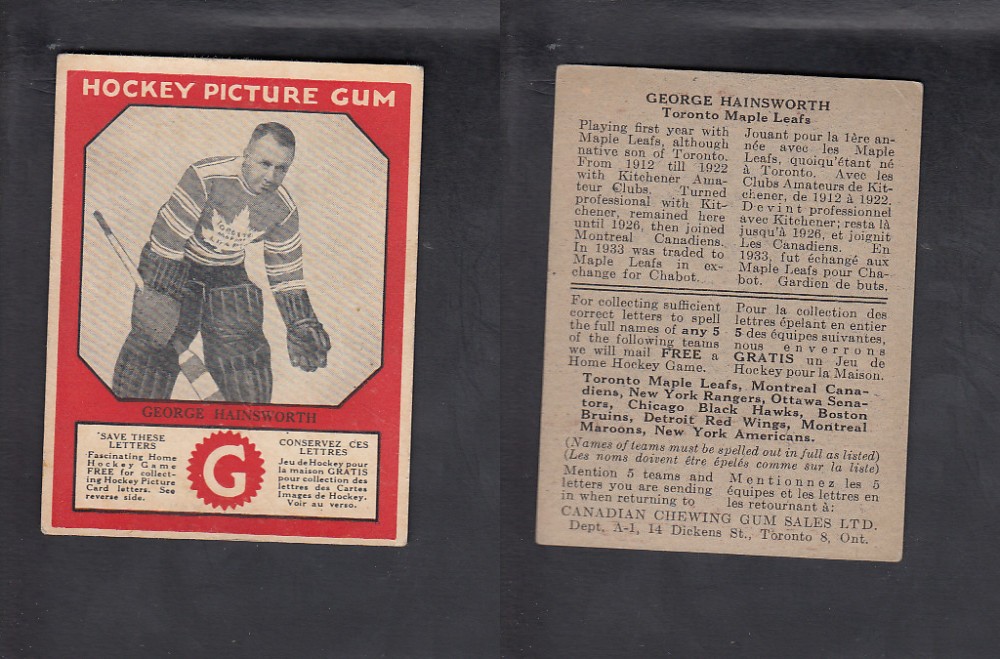 HOCKEY PICTURE GUM
TORONTO
MAPLE
LEAFS
GEORGE HAINSWORTH
"SAVE THESE
LETTERS
Fascinating Home
Hockey Game
FREE for collect-
ing Hockey Picture
Card letters. See
reverse side.
G
CONSERVEZ CES
LETTRES
Jeu de Hockey pour
la maison GRATIS
pour collection des
lettres des Cartes
Images de Hockey.
Voir au verso.
GEORGE HAINSWORTH
Toronto Maple Leafs
Playing first year with
Maple Leafs, although
native son of Toronto.
From 1912 till 1922
with Kitchener Ama-
teur Clubs. Turned
professional with Kit-
chener, remained here
until 1926, then joined
Montreal Canadiens.
In 1933 was traded to
Maple Leafs in ex-
change for Chabot.
Jouant pour la 1ère an-
née avec les Maple
Leafs, quoiqu'étant né
à Toronto. Avec les
Clubs Amateurs de Kit-
chener, de 1912 à 1922.
Devint professionnel
avec Kitchener; resta là
jusqu'à 1926, et joignit
Les Canadiens. En
1933, fut échangé aux
Maple Leafs pour Cha-
bot. Gardien de buts.
For collecting sufficient
correct letters to spell
the full names of any 5
of the following teams
we will mail FREE a
Home Hockey Game.
Pour la collection des
lettres épelant en entier
5 des équipes suivantes,
nous enverrons
GRATIS un Jeu de
Hockey pour la Maison.
Toronto Maple Leafs, Montreal Cana-
diens, New York Rangers, Ottawa Sena-
tors, Chicago Black Hawks, Boston
Bruins, Detroit Red Wings, Montreal
Maroons, New York Americans.
(Names of teams must be spelled out in full as listed)
(Les noms doivent être épelés comme sur la liste)
Mention 5 teams and
letters you are sending
in when returning to
Mentionnez les 5
équipes et les lettres en
les retournant à:
CANADIAN CHEWING GUM SALES LTD.
Dept. A-1, 14 Dickens St., Toronto 8, Ont.